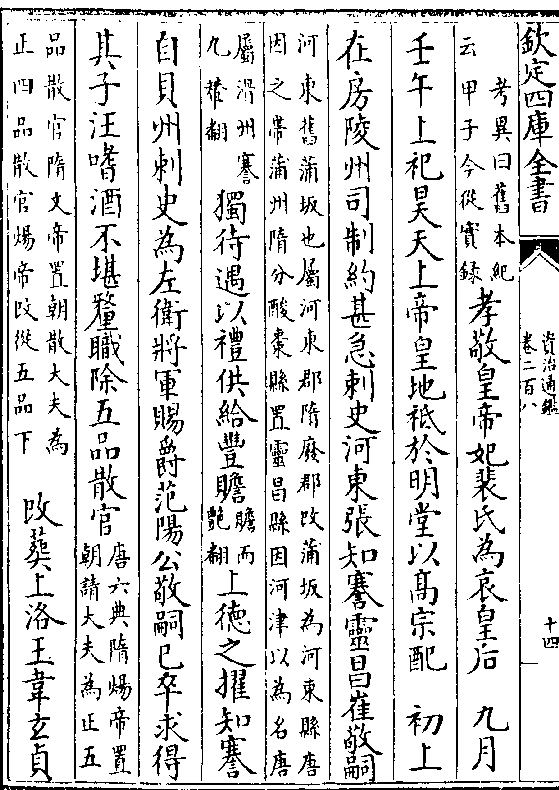 欽定四庫全書
資治通鑑
卷二百八
十四
考異曰舊本紀
云甲子今從實錄
孝敬皇帝妃裴氏為哀皇后　九月
壬午上祀昊天上帝皇地祇於明堂以髙宗配　初上
在房陵州司制約甚急刺史河東張知謇靈昌崔敬嗣
河東舊蒲坂也屬河東郡隋廢郡改蒲坂為河東縣唐
因之帶蒲州隋分酸棗縣置靈昌縣因河津以為名唐
屬滑州謇
九輦翻
獨待遇以禮供給豐贍
贍而
艷翻
上德之擢知謇
自貝州刺史為左衛將軍賜爵范陽公敬嗣已卒求得
其子汪嗜酒不堪釐職除五品散官
唐六典隋煬帝置
朝請大夫為正五
品散官隋文帝置朝散大夫為
正四品散官煬帝改從五品下
改葬上洛王韋玄貞